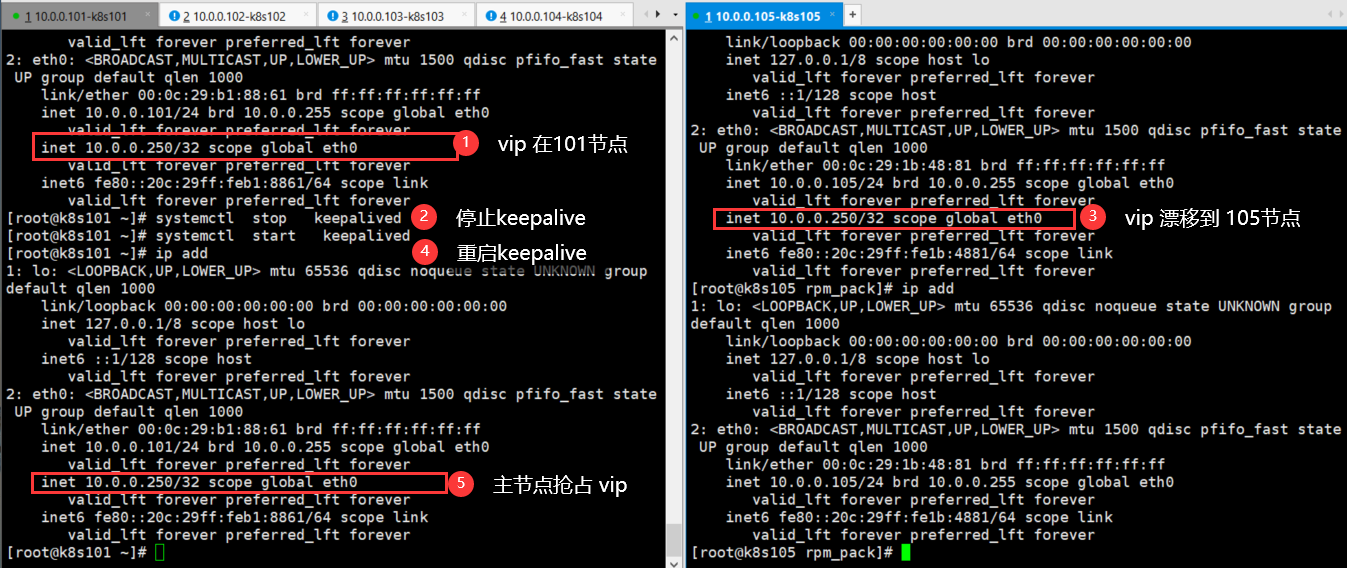 1 10.0.0.101-k8s101
2 10.0.0.102-k8s102
3 10.0.0.103-k8s103
4 10.0.0.104-k8s104
valid_lft forever preferred_lft forever
2: eth0: <BROADCAST,MULTICAST,UP,LOWER_UP> mtu 1500 qdisc pfifo_fast state
UP group default qlen 1000
link/ether 00:0c:29:b1:88:61 brd ff:ff:ff:ff:ff:ff
inet 10.0.0.101/24 brd 10.0.0.255 scope global eth0
valid_lft forever preferred_lft forever
inet 10.0.0.250/32 scope global eth0
1 vip 在101节点
valid_lft forever preferred_lft forever
inet6 fe80::20c:29ff:feb1:8861/64 scope link
valid_lft forever preferred_lft forever
[root@k8s101 ~]# systemctl  stop   keepalived
2 停止keepalive
[root@k8s101 ~]# systemctl  start   keepalived
[root@k8s101 ~]# ip add
4 重启keepalive
1: lo: <LOOPBACK,UP,LOWER_UP> mtu 65536 qdisc noqueue state UNKNOWN group
default qlen 1000
link/loopback 00:00:00:00:00:00 brd 00:00:00:00:00:00
inet 127.0.0.1/8 scope host lo
valid_lft forever preferred_lft forever
inet6 ::1/128 scope host
valid_lft forever preferred_lft forever
2: eth0: <BROADCAST,MULTICAST,UP,LOWER_UP> mtu 1500 qdisc pfifo_fast state
UP group default qlen 1000
link/ether 00:0c:29:b1:88:61 brd ff:ff:ff:ff:ff:ff
inet 10.0.0.101/24 brd 10.0.0.255 scope global eth0
valid_lft forever preferred_lft forever
inet 10.0.0.250/32 scope global eth0
5 主节点抢占 vip
valid_lft forever preferred_lft forever
inet6 fe80::20c:29ff:feb1:8861/64 scope link
valid_lft forever preferred_lft forever
[root@k8s101 ~]#
1 10.0.0.105-k8s105
link/loopback 00:00:00:00:00:00 brd 00:00:00:00:00:00
inet 127.0.0.1/8 scope host lo
valid_lft forever preferred_lft forever
inet6 ::1/128 scope host
valid_lft forever preferred_lft forever
2: eth0: <BROADCAST,MULTICAST,UP,LOWER_UP> mtu 1500 qdisc pfifo_fast state
UP group default qlen 1000
link/ether 00:0c:29:1b:48:81 brd ff:ff:ff:ff:ff:ff
inet 10.0.0.105/24 brd 10.0.0.255 scope global eth0
valid_lft forever preferred_lft forever
inet 10.0.0.250/32 scope global eth0
3 vip 漂移到 105节点
valid_lft forever preferred_lft forever
inet6 fe80::20c:29ff:fe1b:4881/64 scope link
valid_lft forever preferred_lft forever
[root@k8s105 rpm_pack]# ip add
1: lo: <LOOPBACK,UP,LOWER_UP> mtu 65536 qdisc noqueue state UNKNOWN group
default qlen 1000
link/loopback 00:00:00:00:00:00 brd 00:00:00:00:00:00
inet 127.0.0.1/8 scope host lo
valid_lft forever preferred_lft forever
inet6 ::1/128 scope host
valid_lft forever preferred_lft forever
2: eth0: <BROADCAST,MULTICAST,UP,LOWER_UP> mtu 1500 qdisc pfifo_fast state
UP group default qlen 1000
link/ether 00:0c:29:1b:48:81 brd ff:ff:ff:ff:ff:ff
inet 10.0.0.105/24 brd 10.0.0.255 scope global eth0
valid_lft forever preferred_lft forever
inet6 fe80::20c:29ff:fe1b:4881/64 scope link
valid_lft forever preferred_lft forever
[root@k8s105 rpm_pack]#